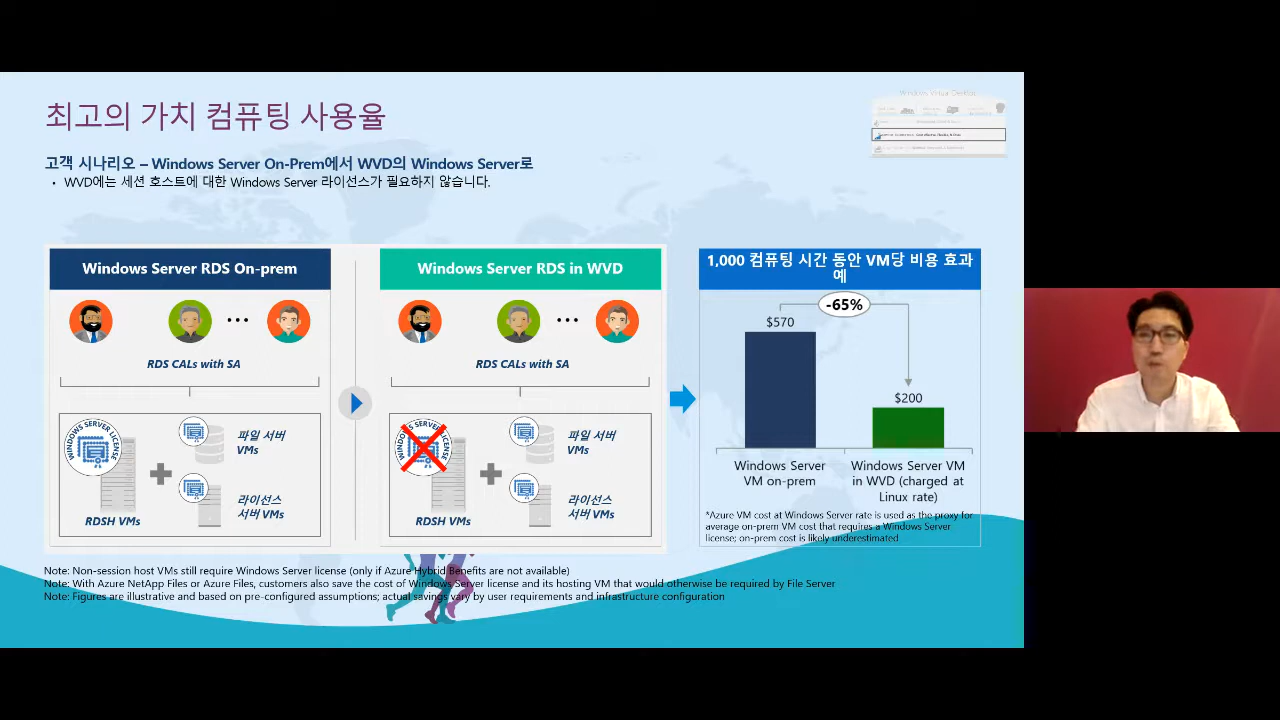 최고의 가치 컴퓨팅 사용율
고객 시나리오 – Windows Server On-Prem에서 WVD의 Windows Server로
• WVD에는 세션 호스트에 대한 Windows Server 라이선스가 필요하지 않습니다.
Windows Server RDS On-prem
RDS CALs with SA
WINDOWS SERVER LICENSE
파일 서버
VMs
라이선스
서버 VMs
RDSH VMs
Windows Server RDS in WVD
RDS CALs with SA
WINDOWS SERVER LICENSE
파일 서버
VMs
라이선스
서버 VMs
RDSH VMs
1,000 컴퓨팅 시간 동안 VM당 비용 효과
예
-65%
$570
$200
Windows Server
VM on-prem
Windows Server VM
in WVD (charged at
Linux rate)
*Azure VM cost at Windows Server rate is used as the proxy for
average on-prem VM cost that requires a Windows Server
license; on-prem cost is likely underestimated
Note: Non-session host VMs still require Windows Server license (only if Azure Hybrid Benefits are not available)
Note: With Azure NetApp Files or Azure Files, customers also save the cost of Windows Server license and its hosting VM that would otherwise be required by File Server
Note: Figures are illustrative and based on pre-configured assumptions; actual savings vary by user requirements and infrastructure configuration
Windows Virtual Desktop